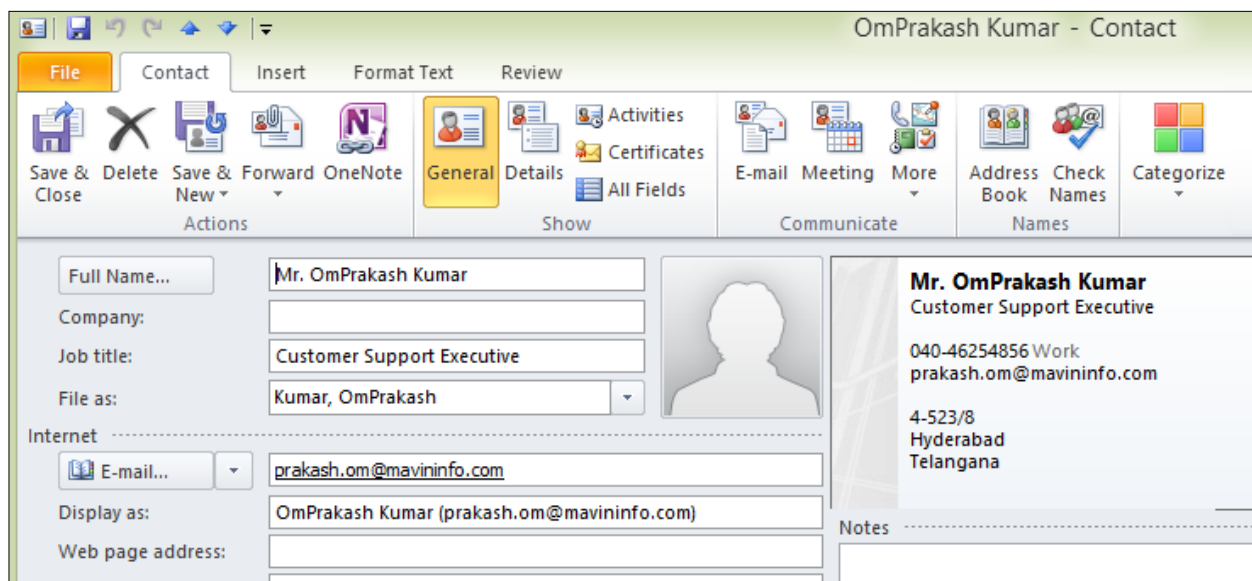 OmPrakash Kumar - Contact
File Contact Insert Format Text Review
Save & Close Delete Save & New Forward OneNote
General Details Activities Certificates All Fields
E-mail Meeting More
Address Book Check Names
Categorize
Actions Show Communicate Names
Full Name... Mr. OmPrakash Kumar
Company:
Job title: Customer Support Executive
File as: Kumar, OmPrakash
Internet
E-mail... prakash.om@mavininfo.com
Display as: OmPrakash Kumar (prakash.om@mavininfo.com)
Web page address:
Mr. OmPrakash Kumar
Customer Support Executive
040-46254856 Work
prakash.om@mavininfo.com
4-523/8
Hyderabad
Telangana
Notes